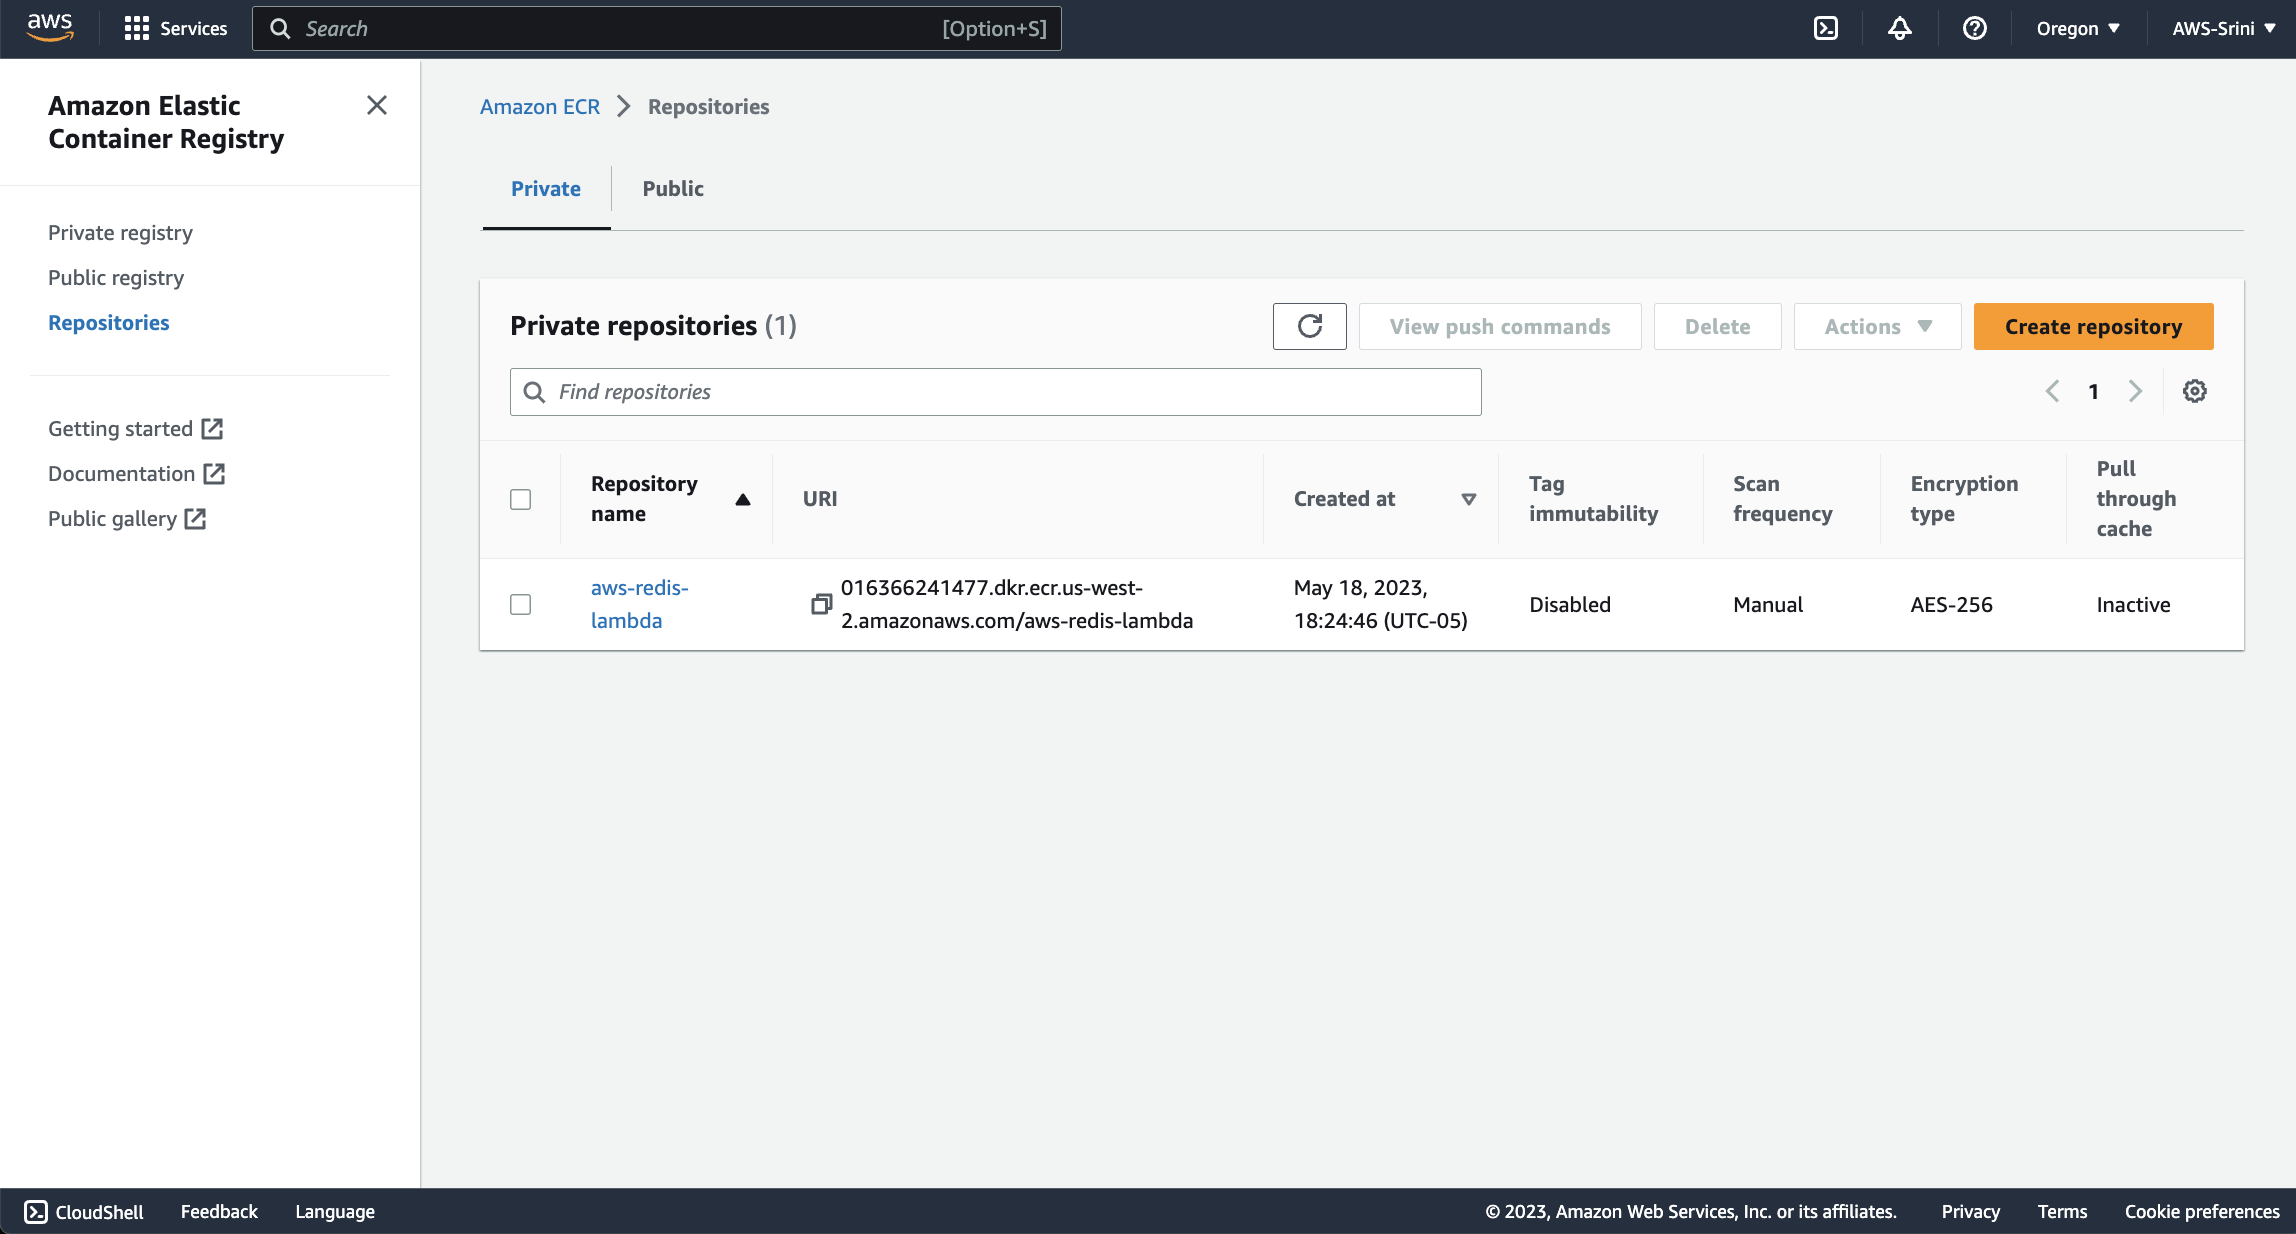 aws
Services
Search
[Option+S]
Oregon
AWS-Srini
Amazon Elastic
Container Registry
Private registry
Public registry
Repositories
Getting started
Documentation
Public gallery
Amazon ECR
Repositories
Private
Public
Private repositories (1)
View push commands
Delete
Actions
Create repository
Find repositories
1
Repository
name
URI
Created at
Tag
immutability
Scan
frequency
Encryption
type
Pull
through
cache
aws-redis-
lambda
016366241477.dkr.ecr.us-west-
2.amazonaws.com/aws-redis-lambda
May 18, 2023,
18:24:46 (UTC-05)
Disabled
Manual
AES-256
Inactive
CloudShell
Feedback
Language
© 2023, Amazon Web Services, Inc. or its affiliates.
Privacy
Terms
Cookie preferences